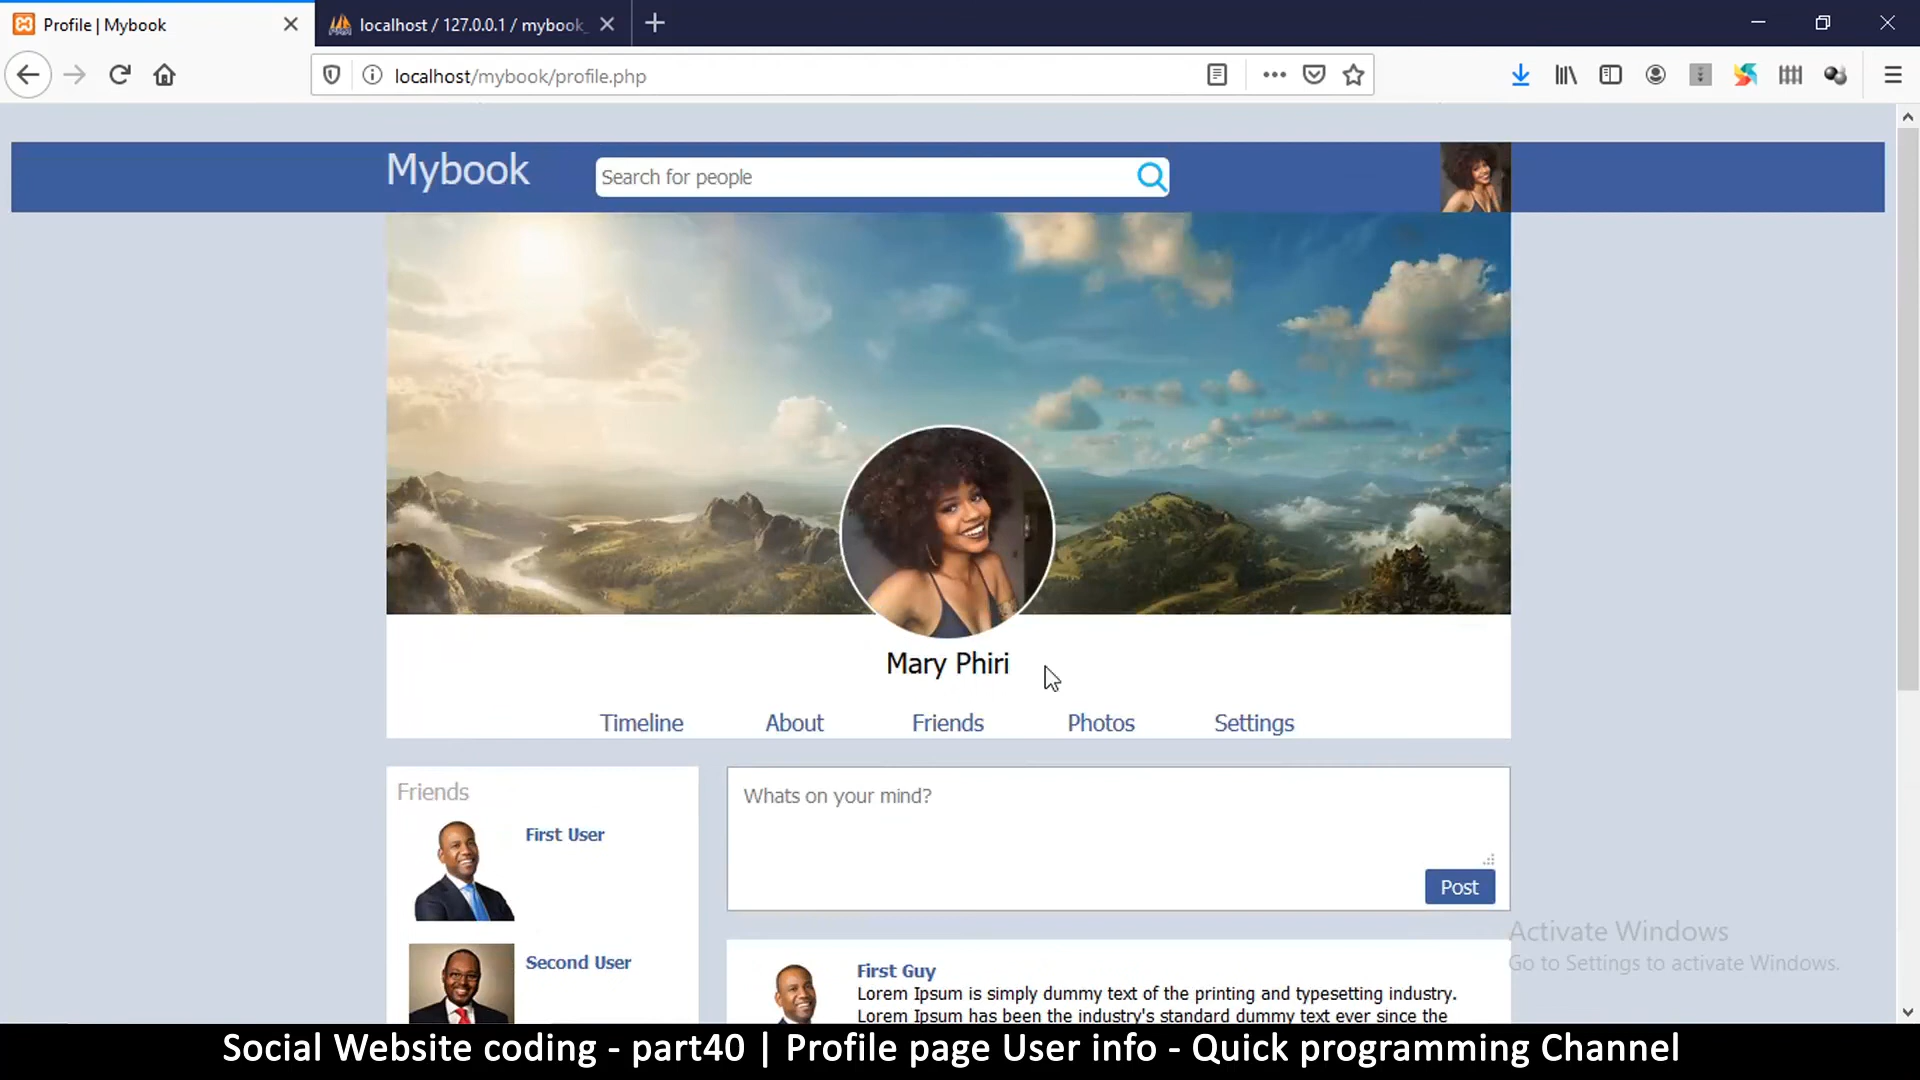 Profile | Mybook
localhost / 127.0.0.1 / mybook_
localhost/mybook/profile.php
Mybook
Search for people
Mary Phiri
Timeline About Friends Photos Settings
Friends
First User
Second User
Whats on your mind?
Post
First Guy
Lorem Ipsum is simply dummy text of the printing and typesetting industry.
Lorem Ipsum has been the industry's standard dummy text ever since the
Activate Windows
Go to Settings to activate Windows.
Social Website coding - part40 | Profile page User info - Quick programming Channel